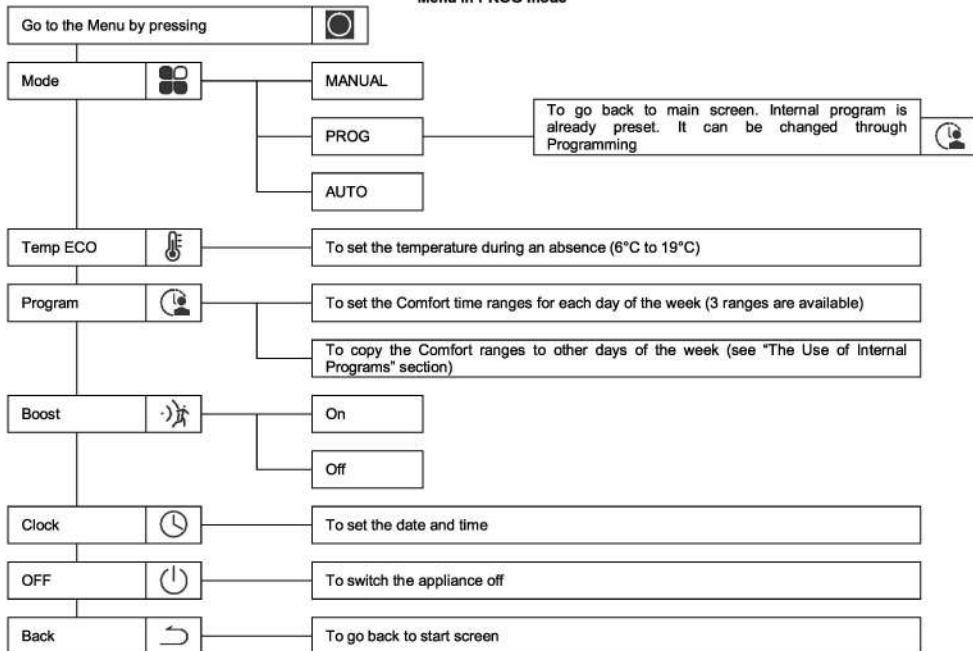 Menu in PROG mode
Go to the Menu by pressing
Mode
MANUAL
PROG
To go back to main screen. Internal program is
already preset. It can be changed through
Programming
AUTO
Temp ECO
To set the temperature during an absence (6°C to 19°C)
Program
To set the Comfort time ranges for each day of the week (3 ranges are available)
To copy the Comfort ranges to other days of the week (see “The Use of Internal
Programs” section)
Boost
On
Off
Clock
To set the date and time
OFF
To switch the appliance off
Back
To go back to start screen